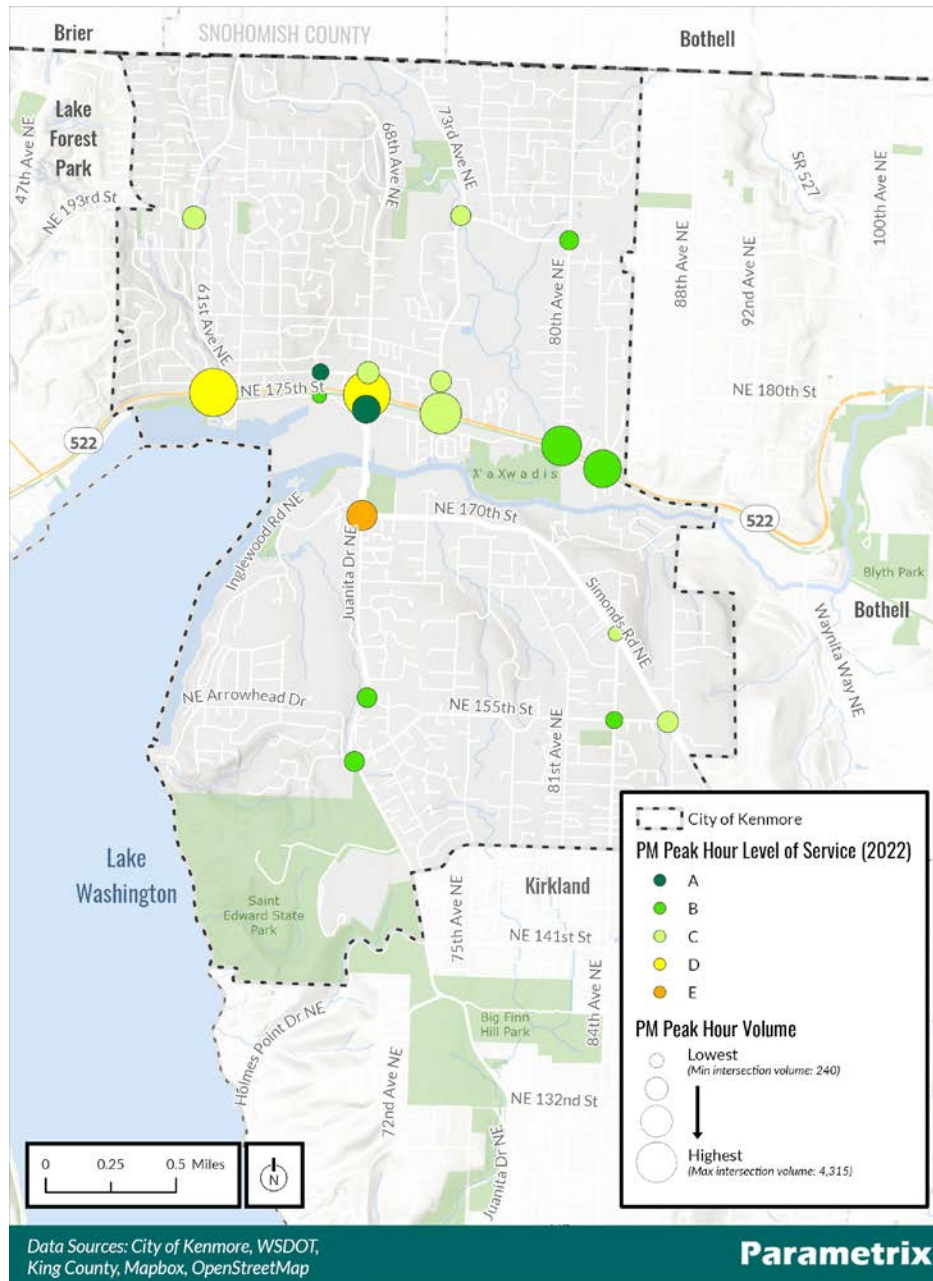 Brier
SNOHOMISH COUNTY
Bothell
Lake
Forest
Park
47th Ave NE
NE 193rd St
68th Ave NE
73rd Ave NE
SR 527
100th Ave NE
88th Ave NE
92nd Ave NE
80th Ave NE
61st Ave NE
NE 175th St
NE 180th St
522
522
Inglewood Rd NE
NE 170th St
Juanita Dr NE
Simonds Rd NE
Blyth Park
Bothell
Waynita Way NE
NE Arrowhead Dr
NE 155th St
81st Ave NE
Lake
Washington
Saint
Edward State
Park
Kirkland
75th Ave NE
NE 141st St
84th Ave NE
Big Finn
Hill Park
Holmes Point Dr NE
72nd Ave NE
NE 132nd St
Juanita Dr NE
City of Kenmore
PM Peak Hour Level of Service (2022)
A
B
C
D
E
PM Peak Hour Volume
Lowest
(Min intersection volume: 240)
Highest
(Max intersection volume: 4,315)
0 0.25 0.5 Miles
N
Data Sources: City of Kenmore, WSDOT,
King County, Mapbox, OpenStreetMap
Parametrix